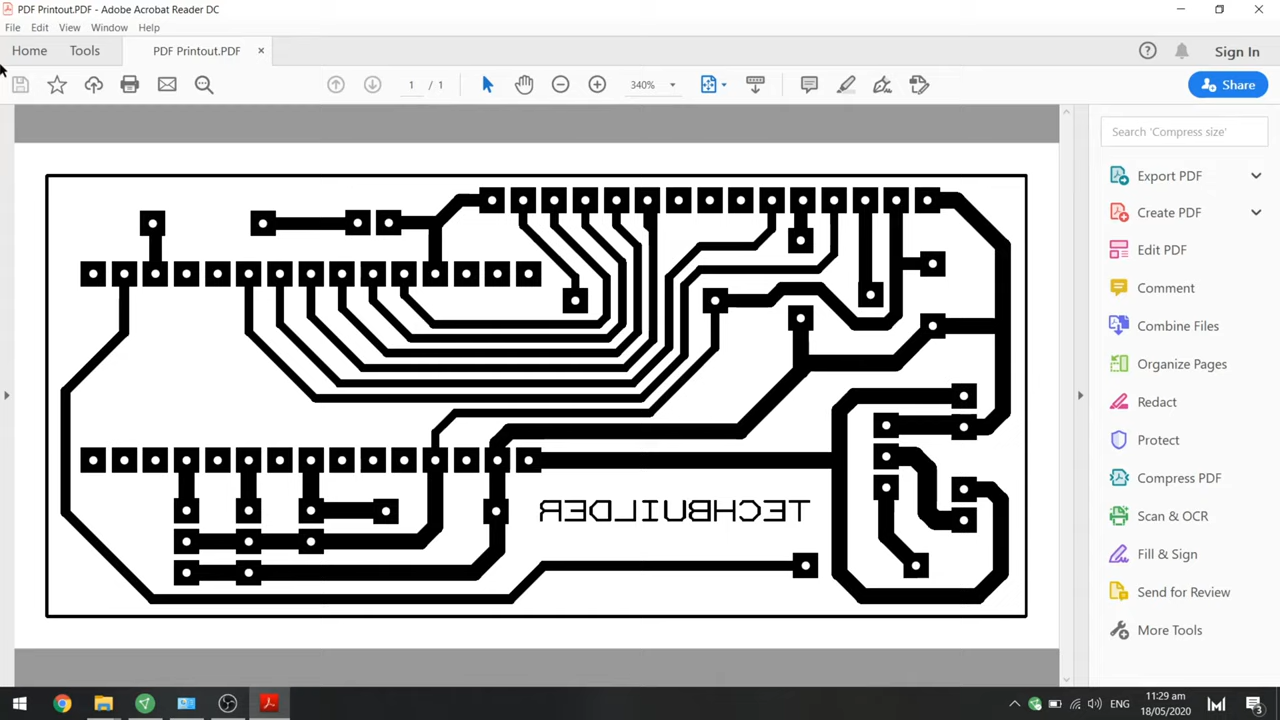 PDF Printout.PDF - Adobe Acrobat Reader DC
File Edit View Window Help
Home Tools PDF Printout.PDF × ? Sign In
1 / 1 340% Share
Search 'Compress size'
Export PDF
Create PDF
Edit PDF
Comment
Combine Files
Organize Pages
Redact
Protect
Compress PDF
Scan & OCR
Fill & Sign
Send for Review
More Tools
TECHBUILDER
ENG 11:29 am
18/05/2020 3